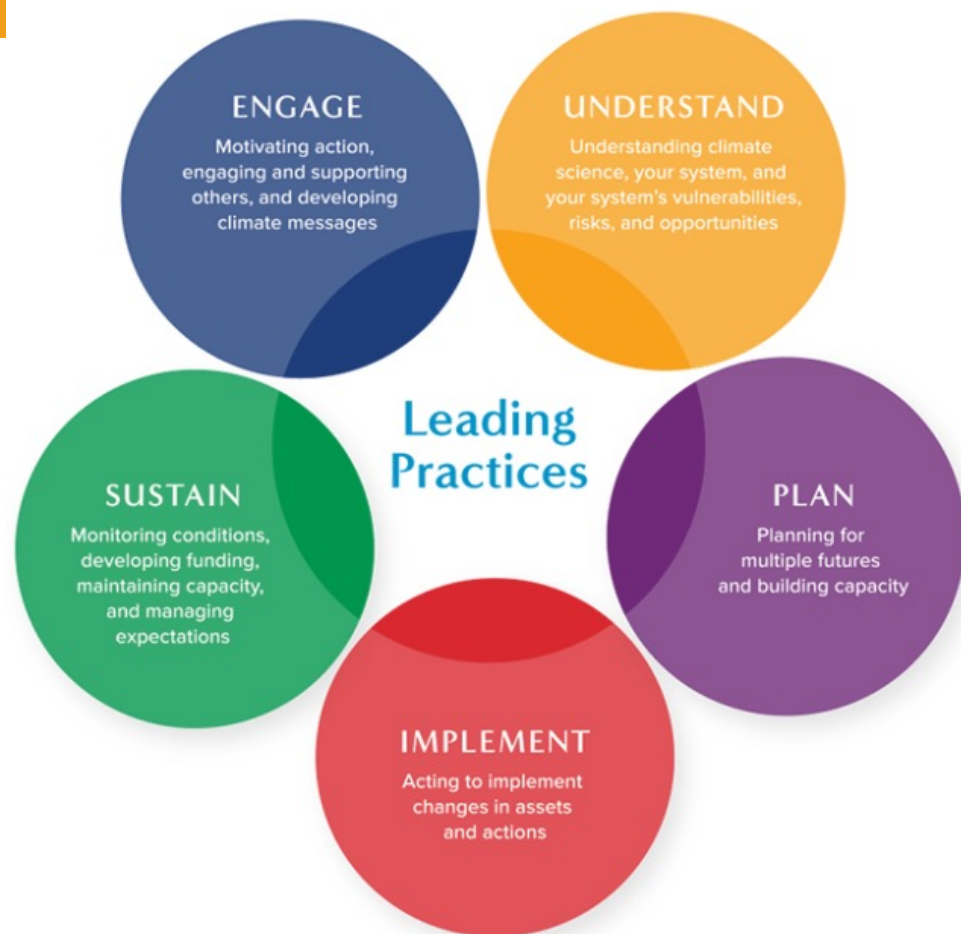 ENGAGE
Motivating action,
engaging and supporting
others, and developing
climate messages
UNDERSTAND
Understanding climate
science, your system, and
your system's vulnerabilities,
risks, and opportunities
Leading
Practices
SUSTAIN
Monitoring conditions,
developing funding,
maintaining capacity,
and managing
expectations
PLAN
Planning for
multiple futures
and building capacity
IMPLEMENT
Acting to implement
changes in assets
and actions